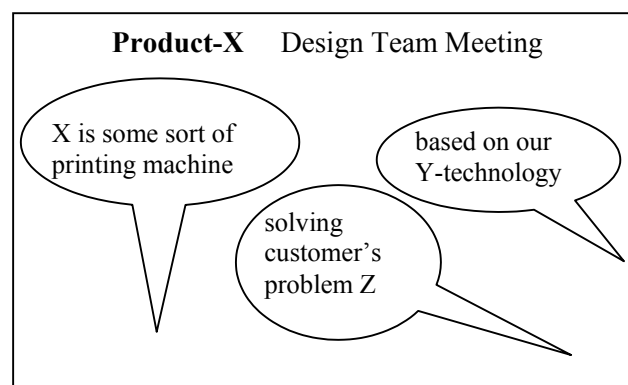 Product-X Design Team Meeting
X is some sort of
printing machine
based on our
Y-technology
solving
customer's
problem Z